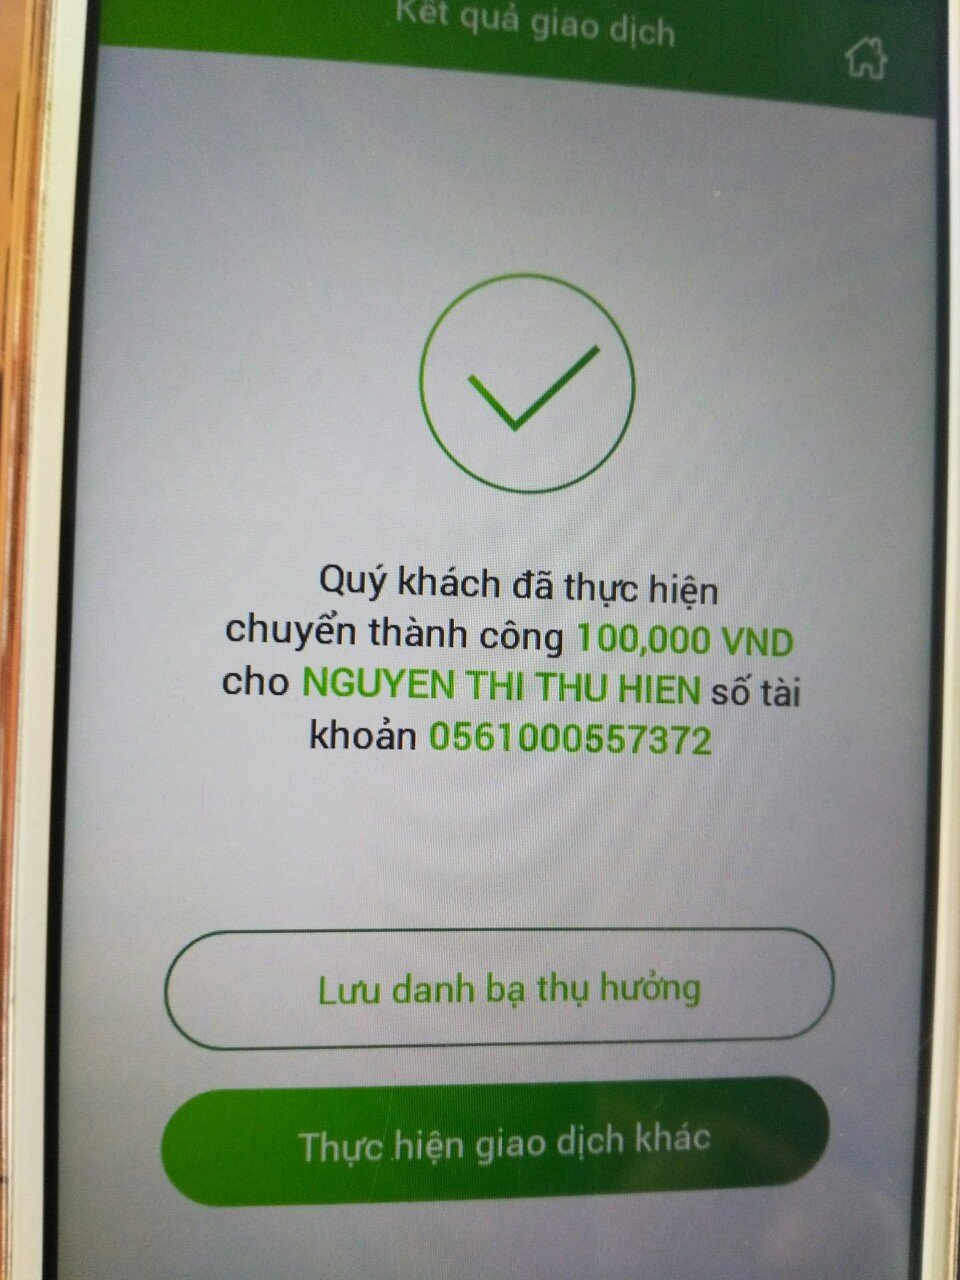 Kết quả giao dịch
Quý khách đã thực hiện
chuyển thành công 100,000 VND
cho NGUYEN THI THU HIEN số tài
khoản 0561000557372
Lưu danh bạ thụ hưởng
Thực hiện giao dịch khác